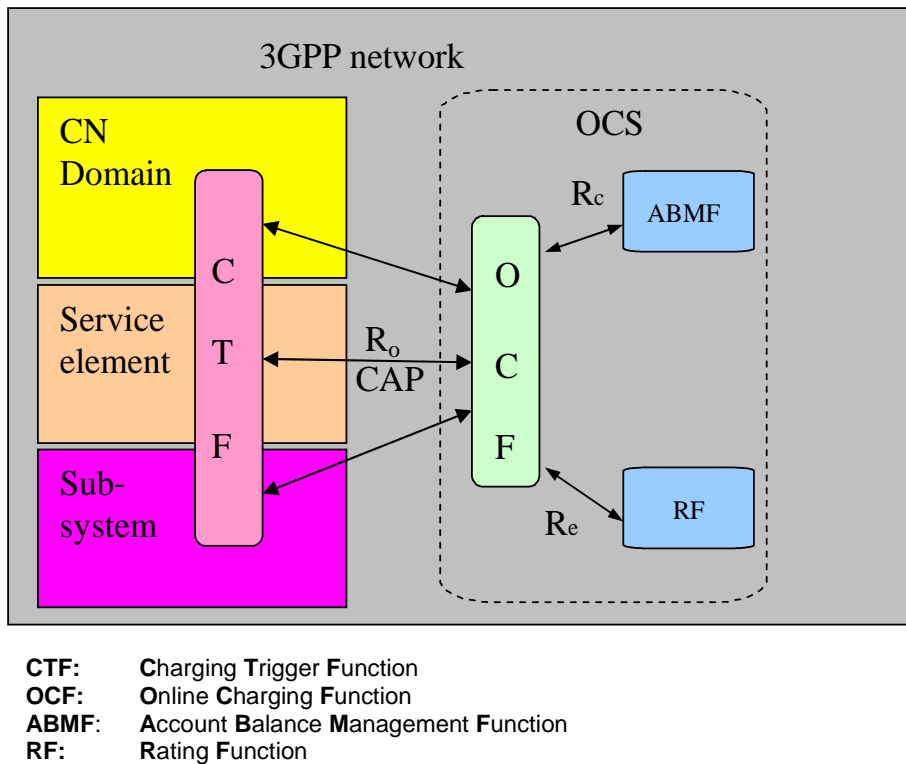 3GPP network
CN
Domain
Service
element
Sub-
system
C
T
F
Ro
CAP
OCS
O
C
F
Rc
ABMF
Re
RF
CTF: Charging Trigger Function
OCF: Online Charging Function
ABMF: Account Balance Management Function
RF: Rating Function